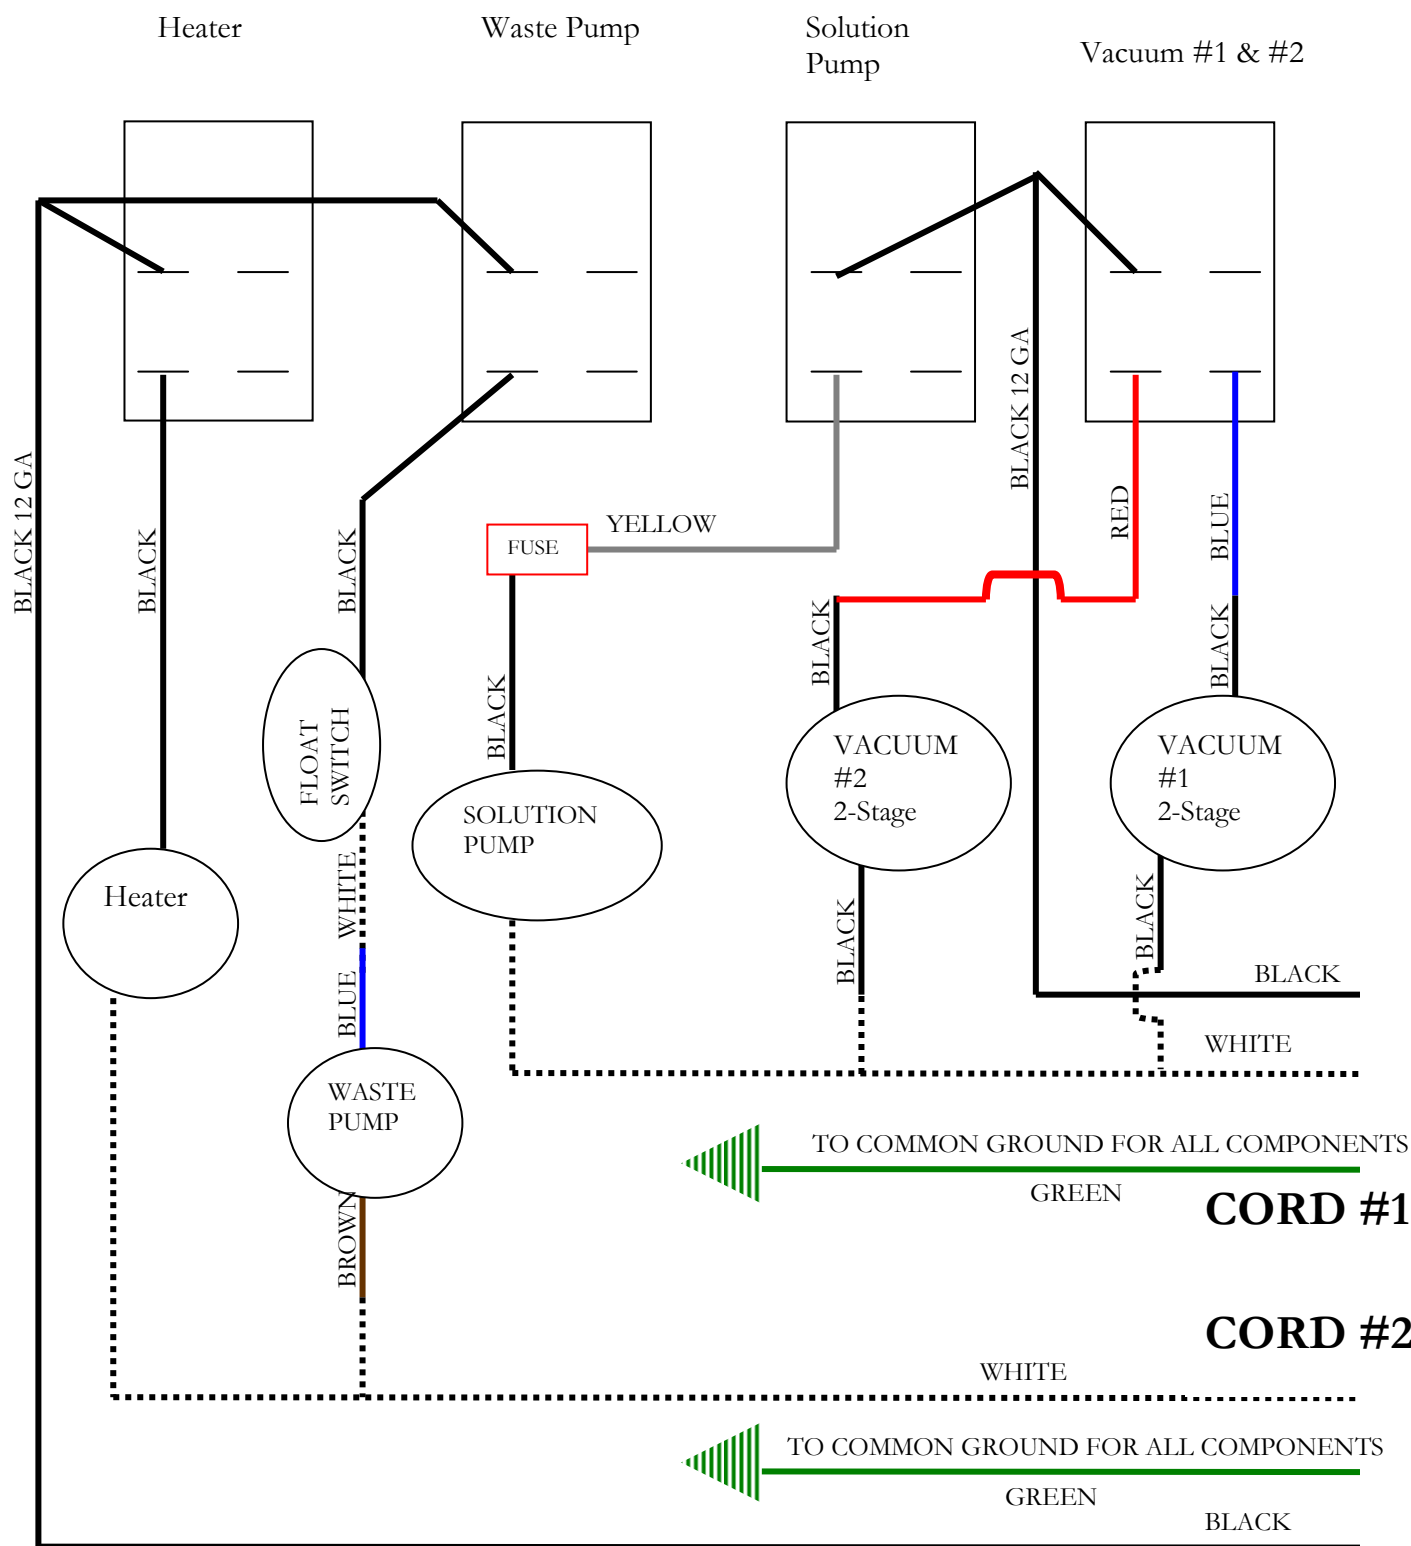 Heater
Waste Pump
Solution
Pump
Vacuum #1 & #2
BLACK 12 GA
BLACK
BLACK
FUSE
YELLOW
BLACK 12 GA
RED
BLUE
BLACK
BLACK
BLACK
FLOAT
SWITCH
SOLUTION
PUMP
VACUUM
#2
2-Stage
VACUUM
#1
2-Stage
Heater
WHITE
BLUE
BLACK
BLACK
BLACK
WHITE
WASTE
PUMP
BROWN
TO COMMON GROUND FOR ALL COMPONENTS
GREEN
CORD #1
CORD #2
WHITE
TO COMMON GROUND FOR ALL COMPONENTS
GREEN
BLACK